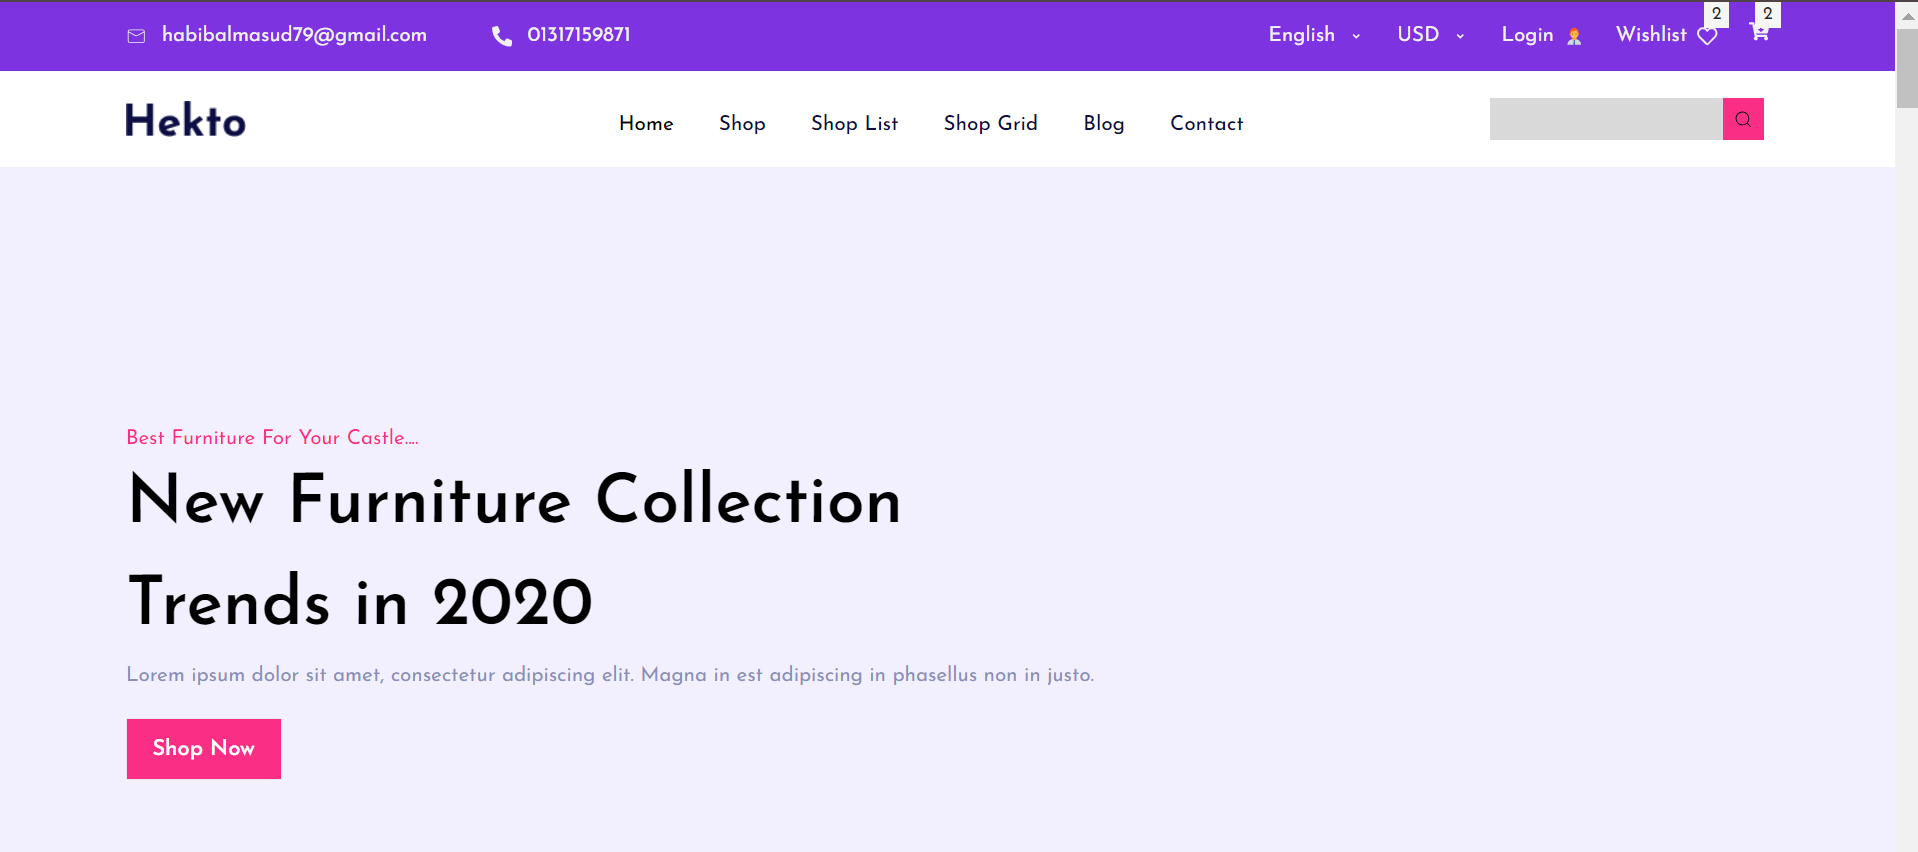 habibalmasud79@gmail.com 01317159871 English USD Login Wishlist 2 2
Hekto Home Shop Shop List Shop Grid Blog Contact
Best Furniture For Your Castle....
New Furniture Collection
Trends in 2020
Lorem ipsum dolor sit amet, consectetur adipiscing elit. Magna in est adipiscing in phasellus non in justo.
Shop Now